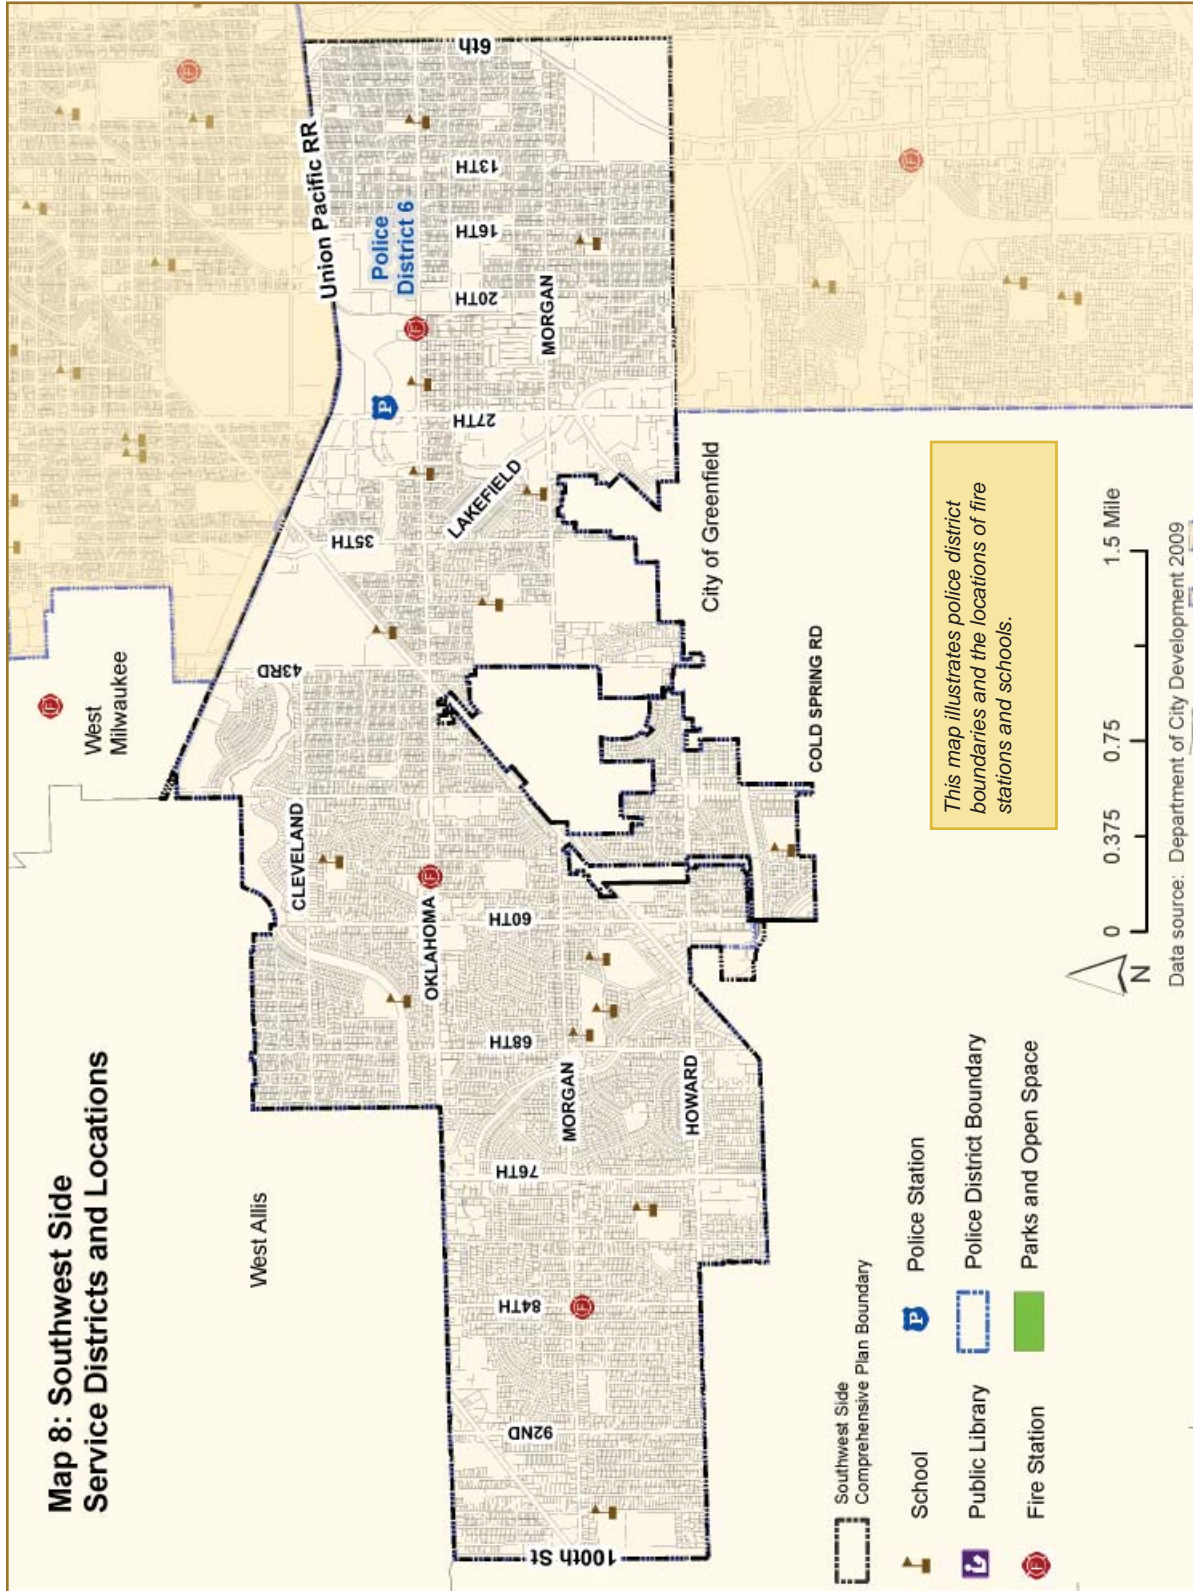 Map 8: Southwest Side
Service Districts and Locations
West Allis
West
Milwaukee
Union Pacific RR
Police
District 6
6th
13TH
16TH
20TH
27TH
35TH
43RD
60TH
68TH
76TH
84TH
92ND
100th St
CLEVELAND
OKLAHOMA
LAKEFIELD
MORGAN
MORGAN
HOWARD
City of Greenfield
COLD SPRING RD
This map illustrates police district
boundaries and the locations of fire
stations and schools.
Southwest Side
Comprehensive Plan Boundary
School
Police Station
Public Library
Police District Boundary
Fire Station
Parks and Open Space
P
F
N
0 0.375 0.75 1.5 Mile
Data source: Department of City Development 2009